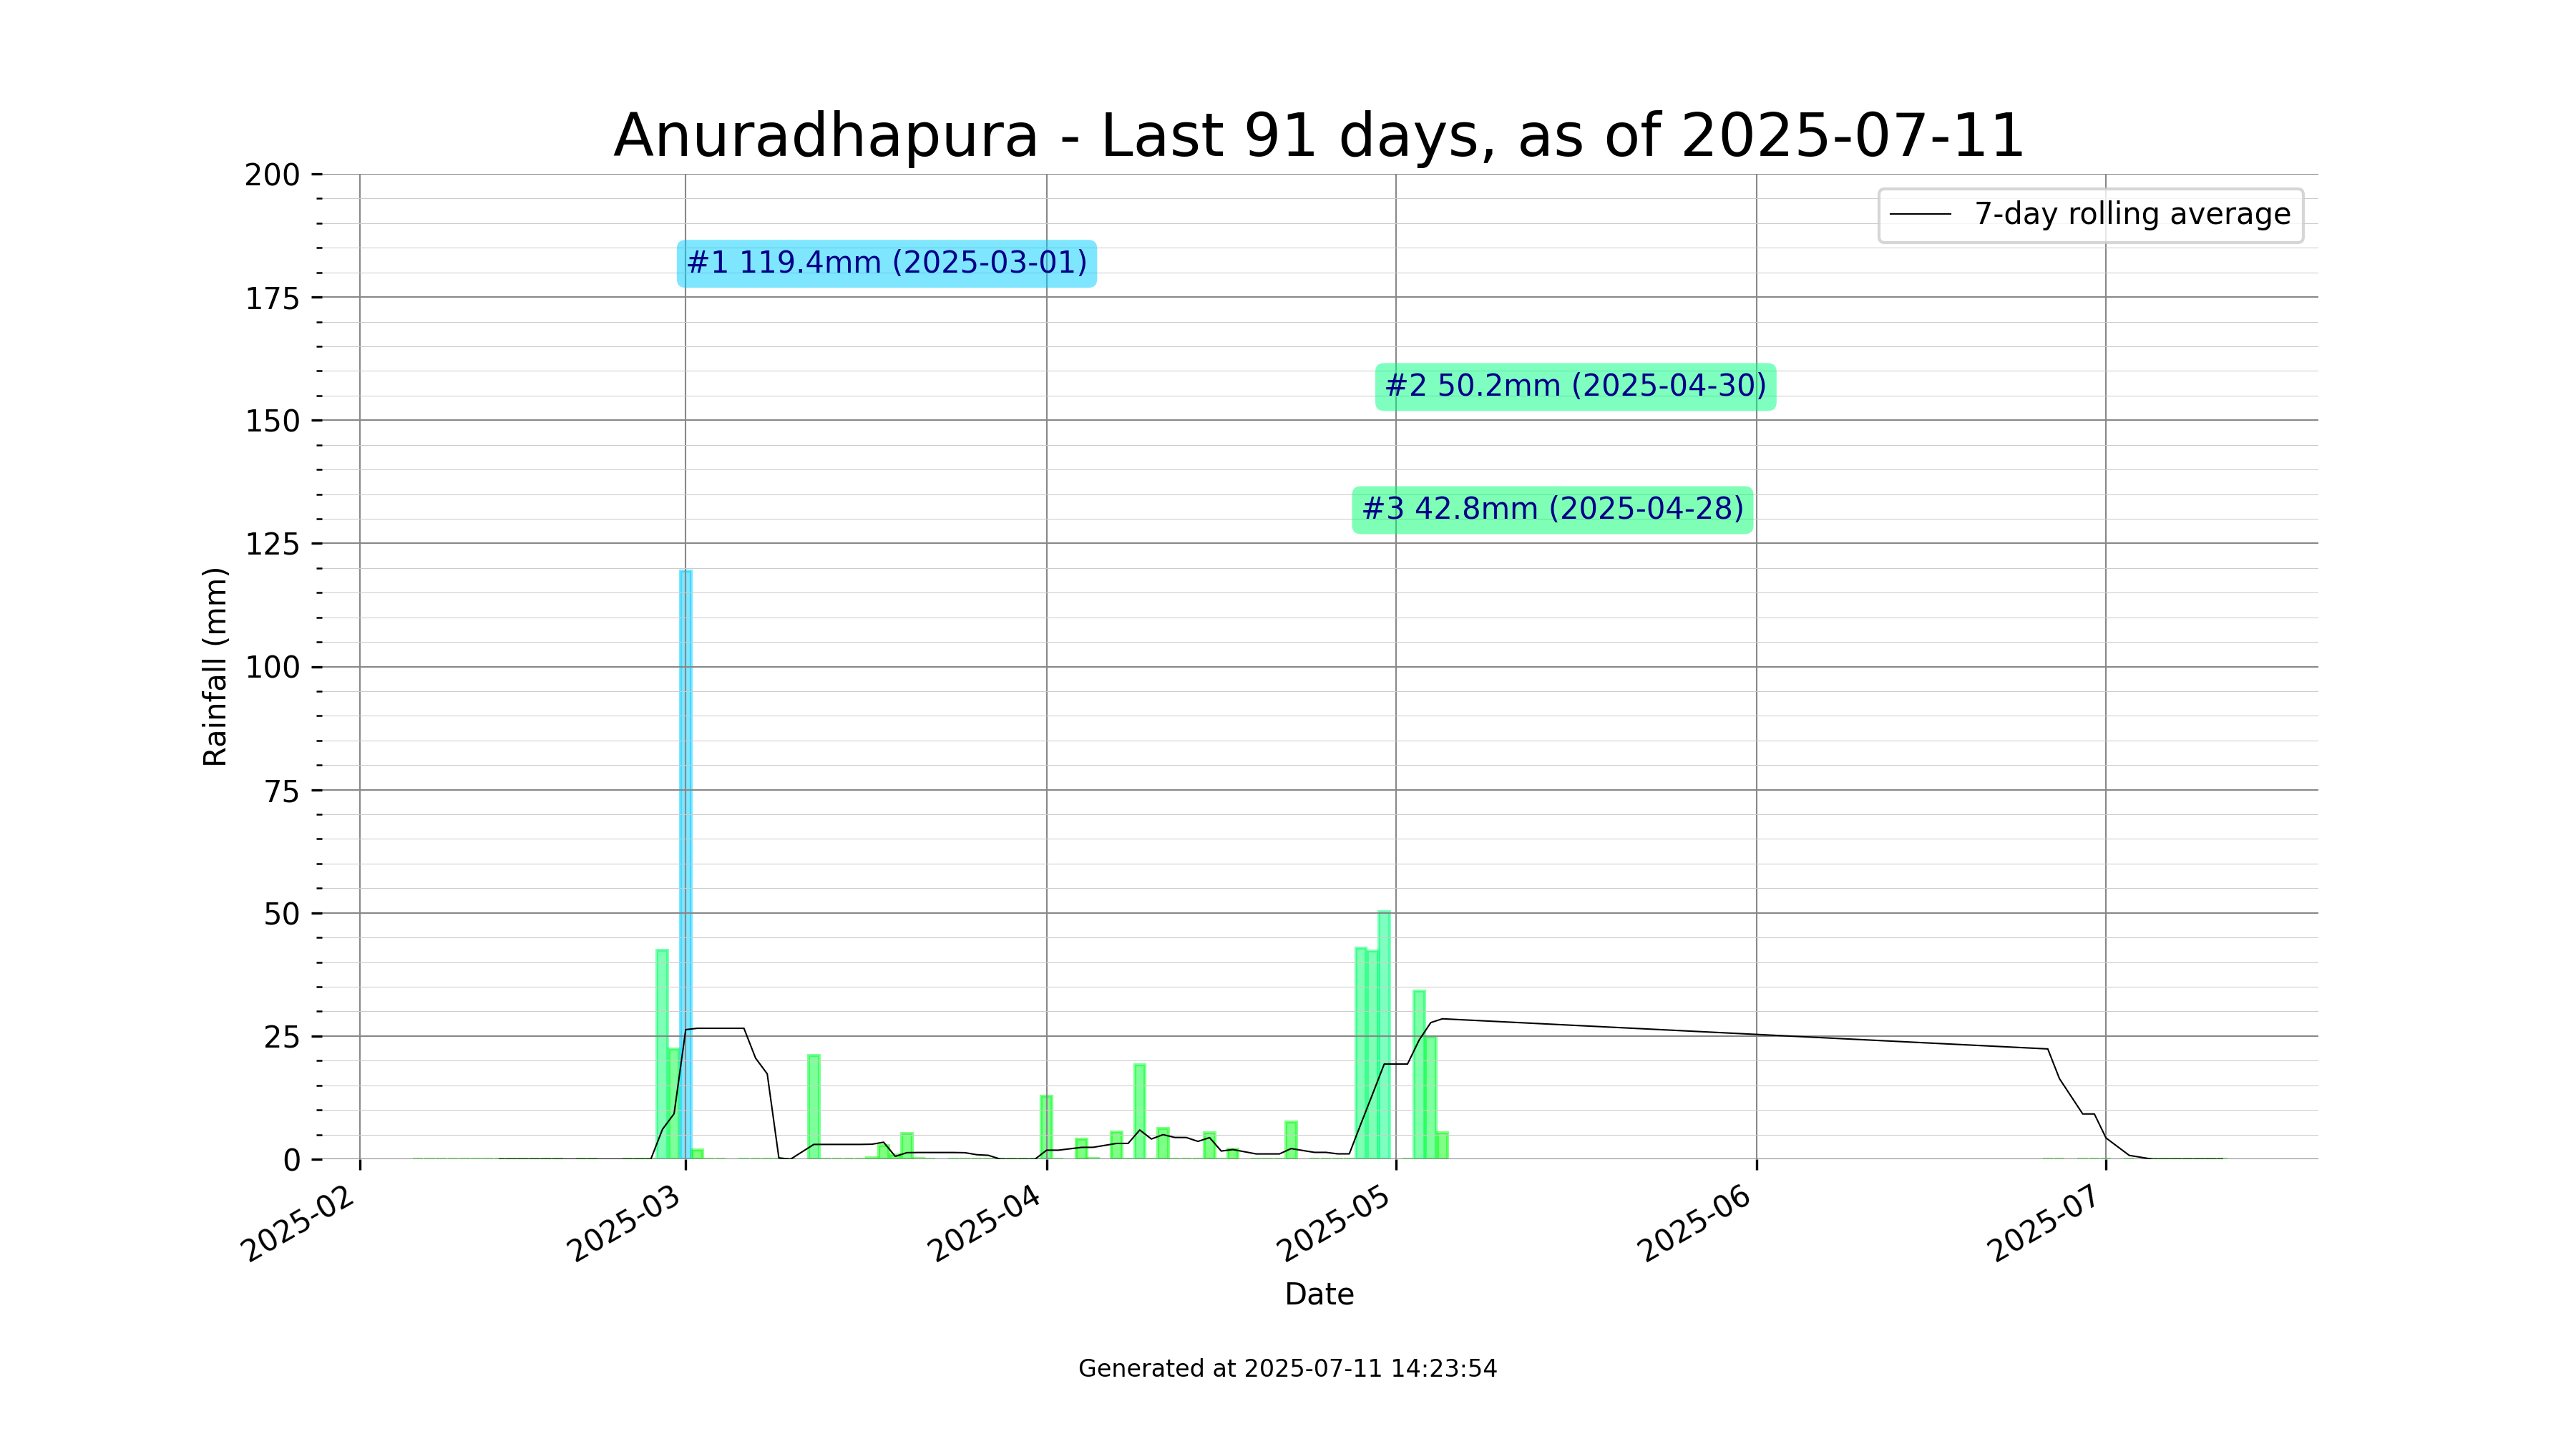 Anuradhapura - Last 91 days, as of 2025-07-11
200
175
150
125
100
75
50
25
0
Rainfall (mm)
7-day rolling average
#1 119.4mm (2025-03-01)
#2 50.2mm (2025-04-30)
#3 42.8mm (2025-04-28)
2025-02
2025-03
2025-04
2025-05
2025-06
2025-07
Date
Generated at 2025-07-11 14:23:54